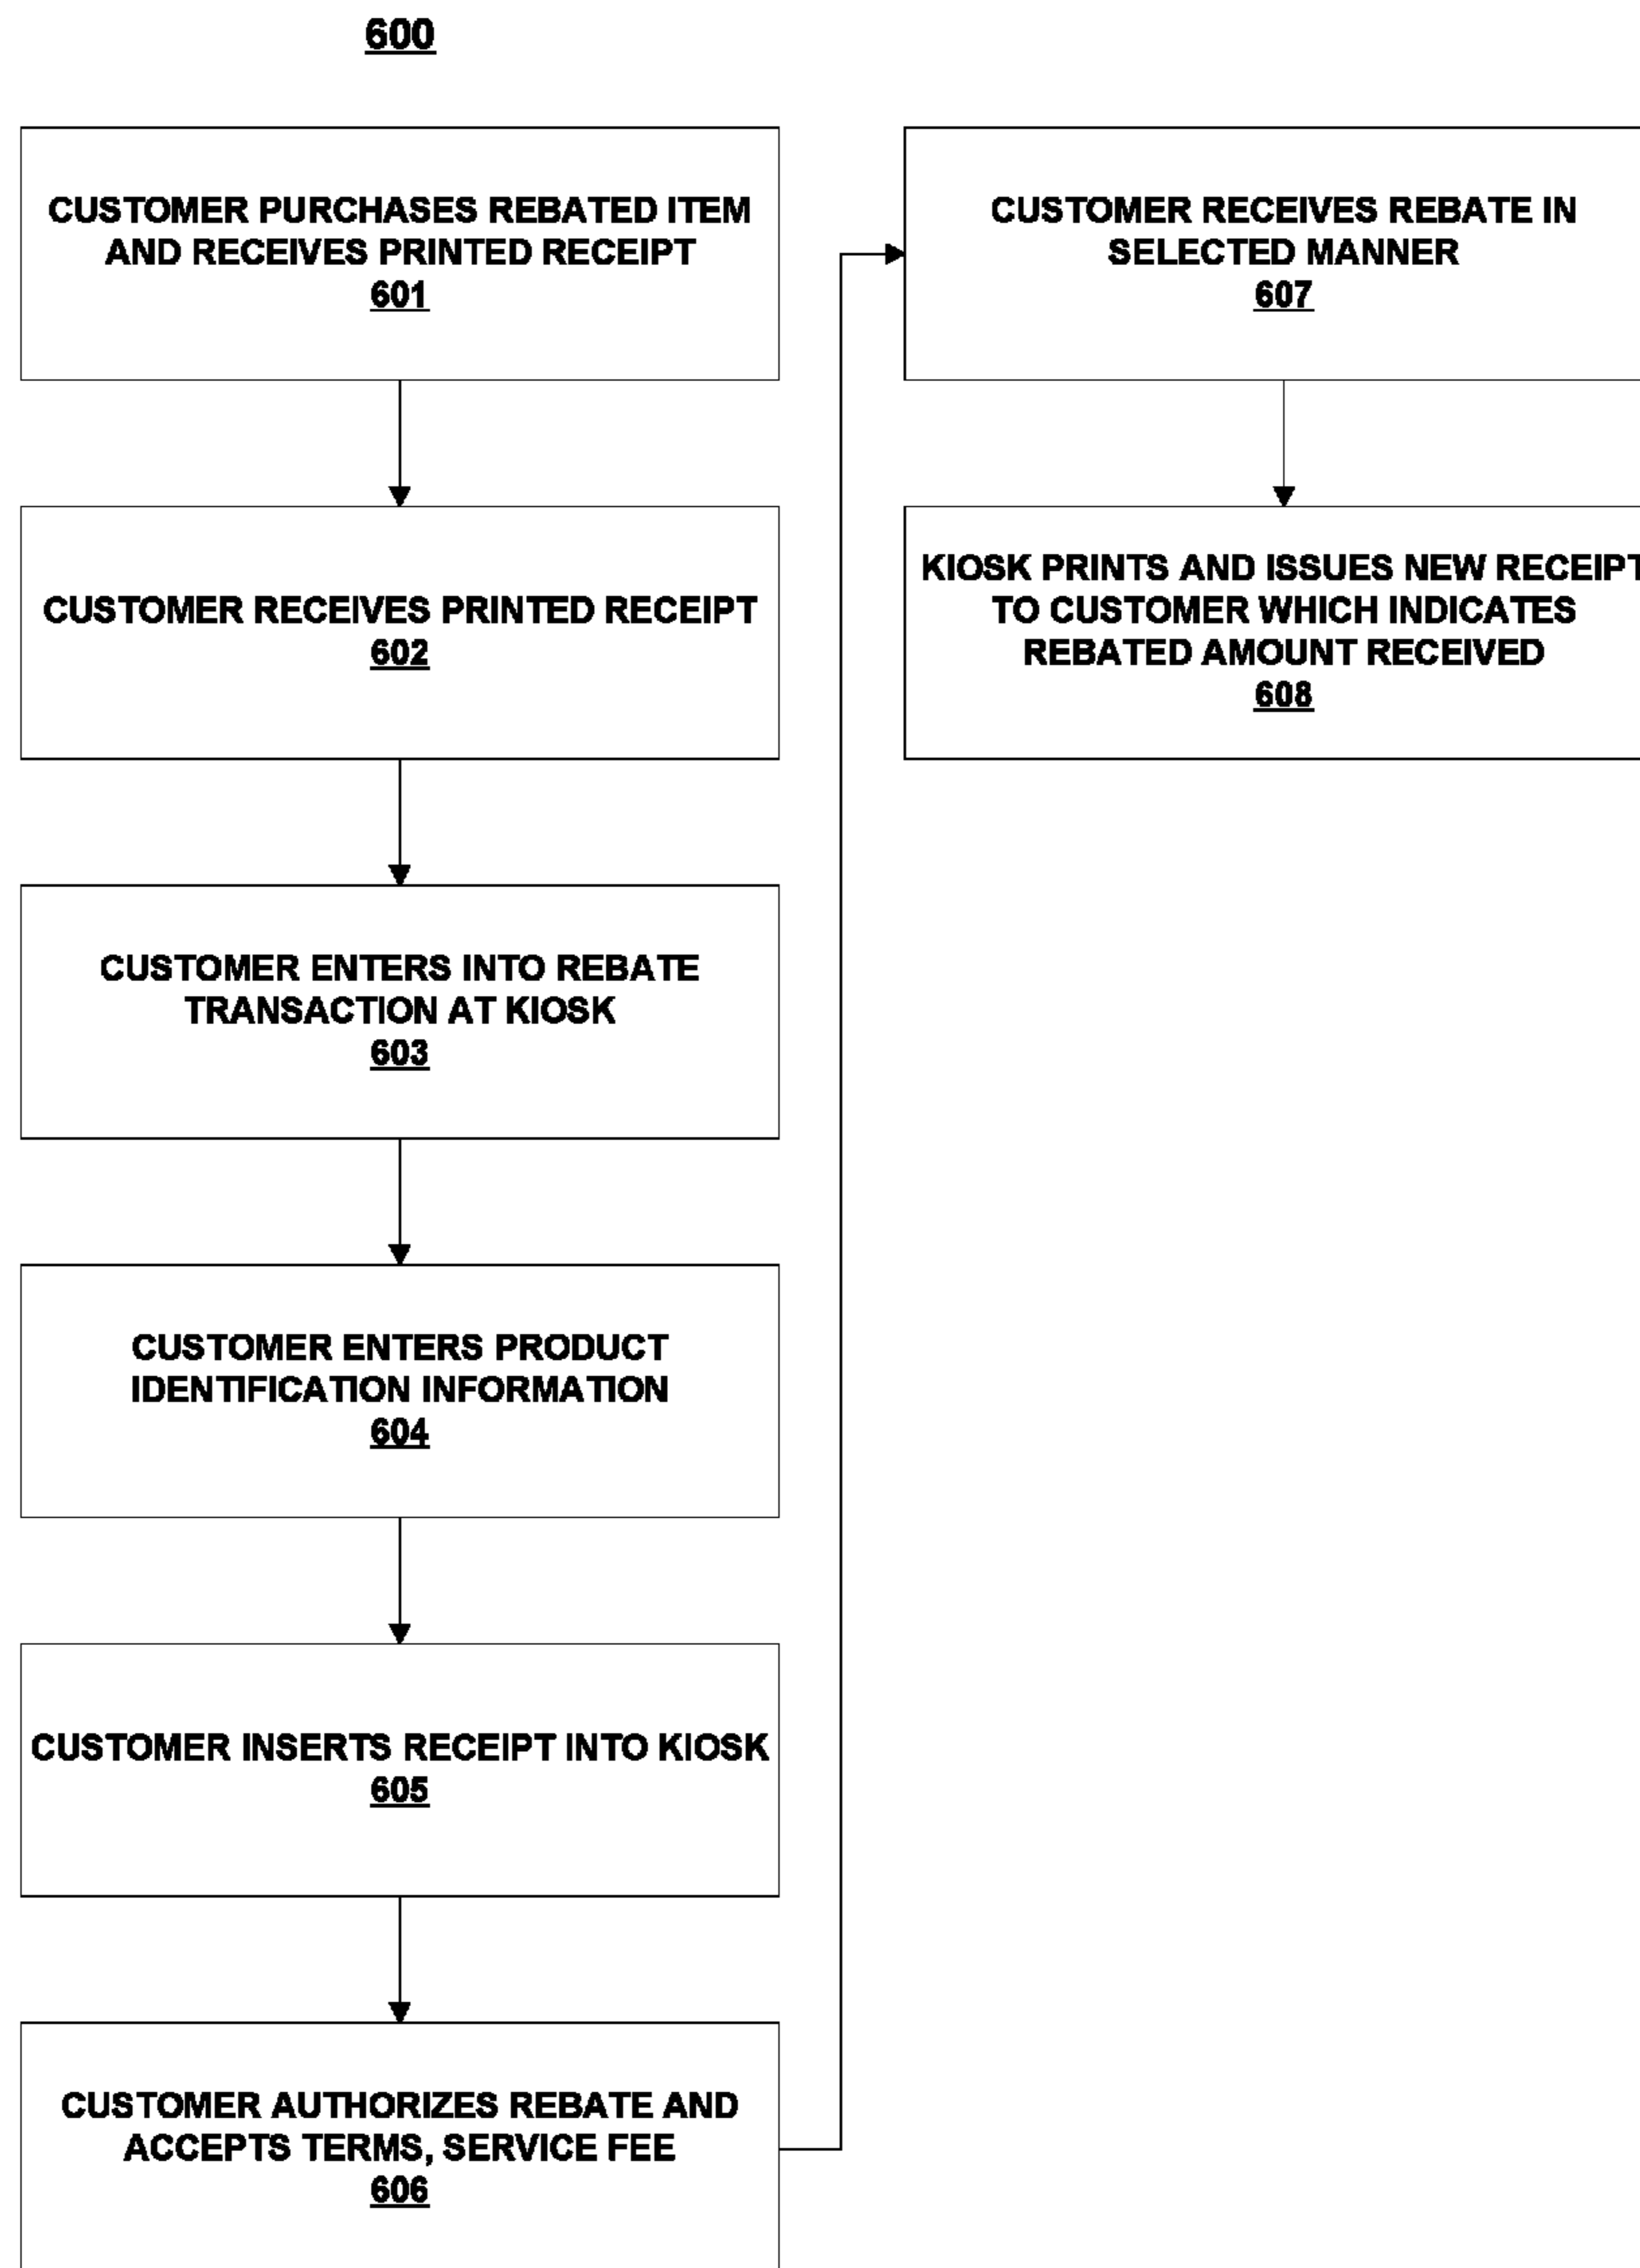 600
CUSTOMER PURCHASES REBATED ITEM
AND RECEIVES PRINTED RECEIPT
601
CUSTOMER RECEIVES PRINTED RECEIPT
602
CUSTOMER ENTERS INTO REBATE
TRANSACTION AT KIOSK
603
CUSTOMER ENTERS PRODUCT
IDENTIFICATION INFORMATION
604
CUSTOMER INSERTS RECEIPT INTO KIOSK
605
CUSTOMER AUTHORIZES REBATE AND
ACCEPTS TERMS, SERVICE FEE
606
CUSTOMER RECEIVES REBATE IN
SELECTED MANNER
607
KIOSK PRINTS AND ISSUES NEW RECEIPT
TO CUSTOMER WHICH INDICATES
REBATED AMOUNT RECEIVED
608